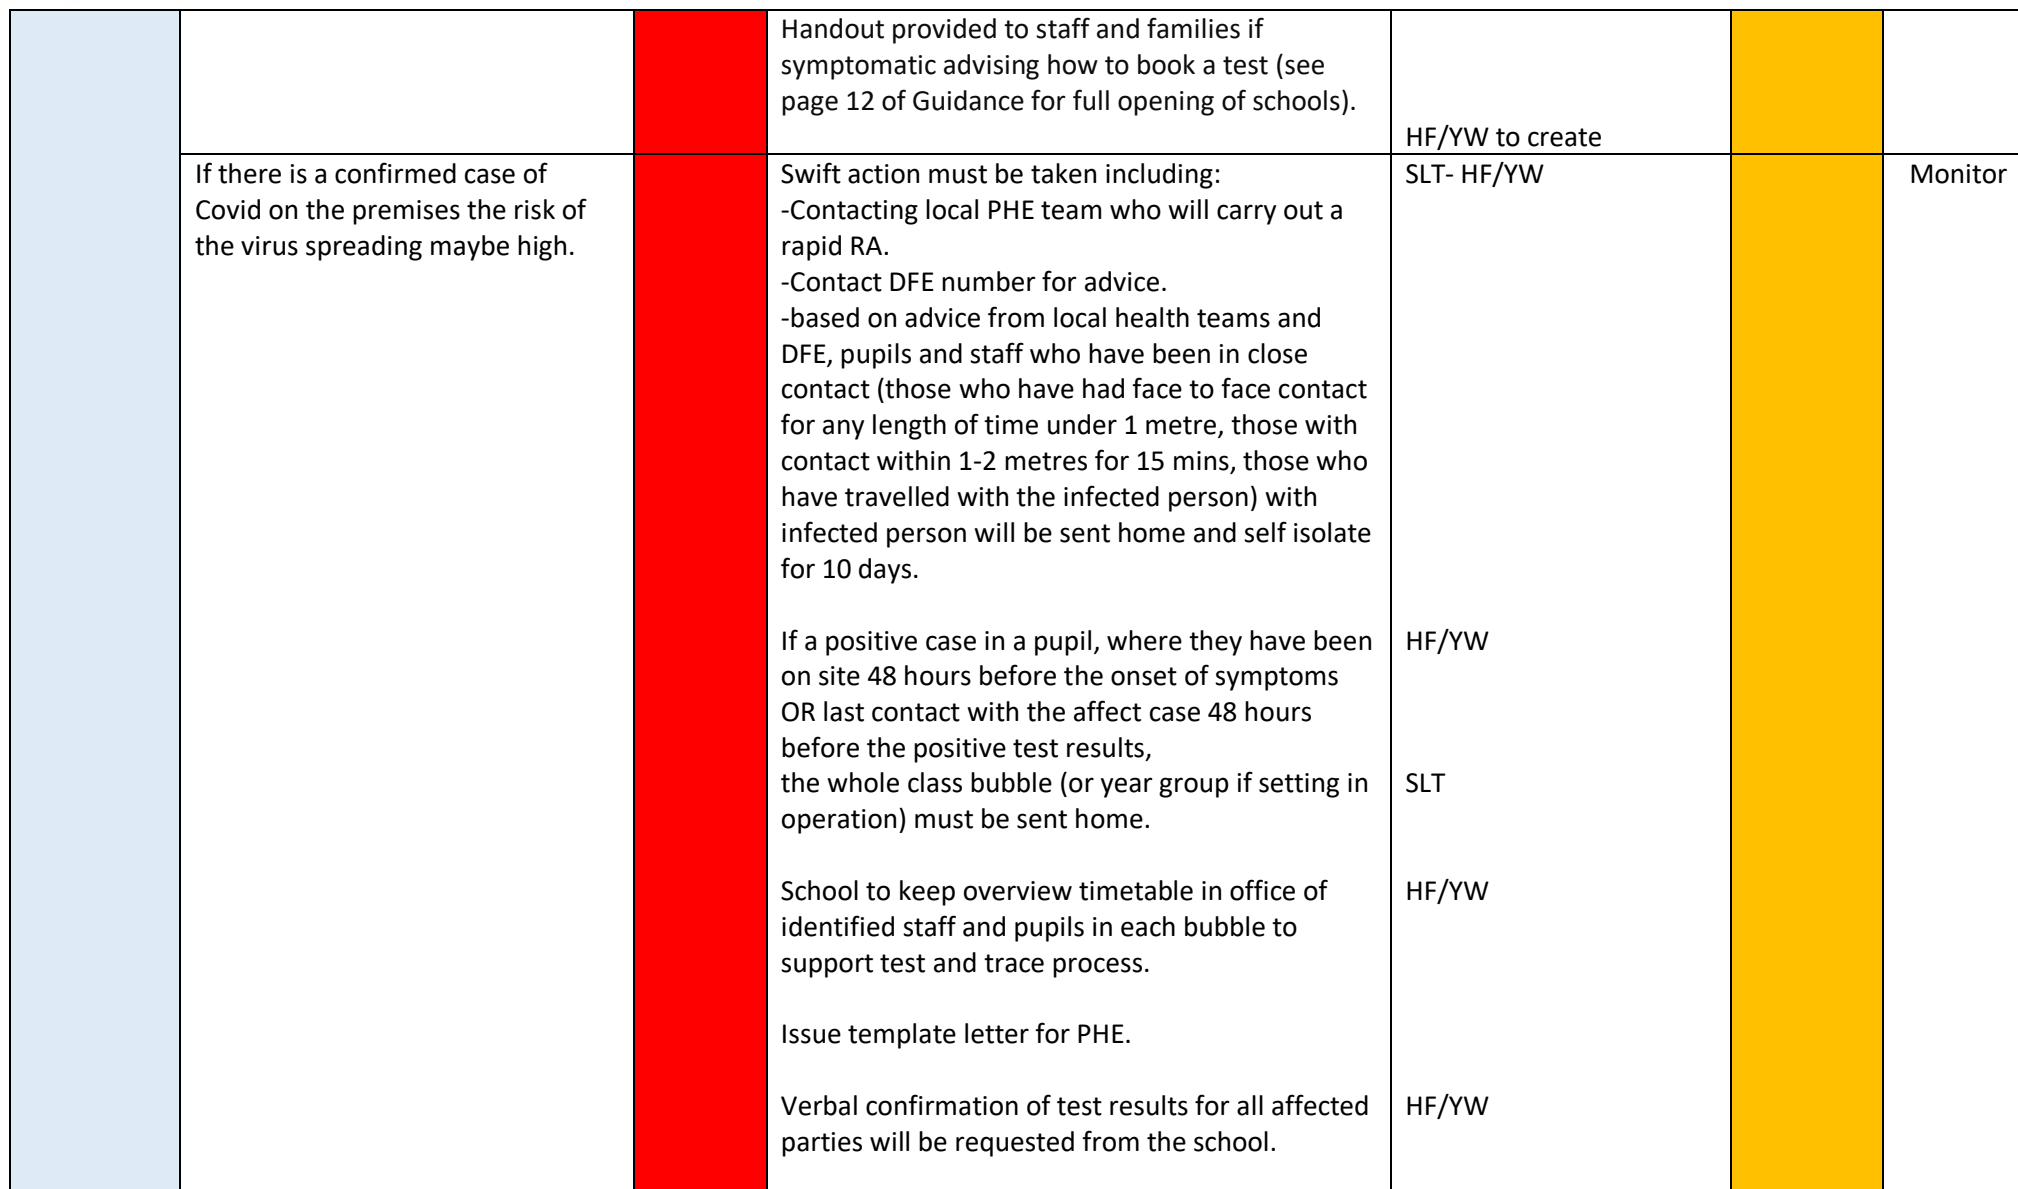 Handout provided to staff and families if
symptomatic advising how to book a test (see
page 12 of Guidance for full opening of schools).
HF/YW to create
If there is a confirmed case of
Covid on the premises the risk of
the virus spreading maybe high.
Swift action must be taken including:
-Contacting local PHE team who will carry out a
rapid RA.
-Contact DFE number for advice.
-based on advice from local health teams and
DFE, pupils and staff who have been in close
contact (those who have had face to face contact
for any length of time under 1 metre, those with
contact within 1-2 metres for 15 mins, those who
have travelled with the infected person) with
infected person will be sent home and self isolate
for 10 days.
If a positive case in a pupil, where they have been
on site 48 hours before the onset of symptoms
OR last contact with the affect case 48 hours
before the positive test results,
the whole class bubble (or year group if setting in
operation) must be sent home.
School to keep overview timetable in office of
identified staff and pupils in each bubble to
support test and trace process.
Issue template letter for PHE.
Verbal confirmation of test results for all affected
parties will be requested from the school.
SLT- HF/YW
HF/YW
SLT
HF/YW
HF/YW
Monitor